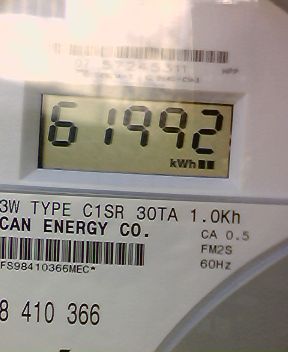 61992
kWh
3W TYPE C1SR 30TA 1.0Kh
CAN ENERGY CO.
CA 0.5
FM2S
FS98410366MEC*
60Hz
8 410 366